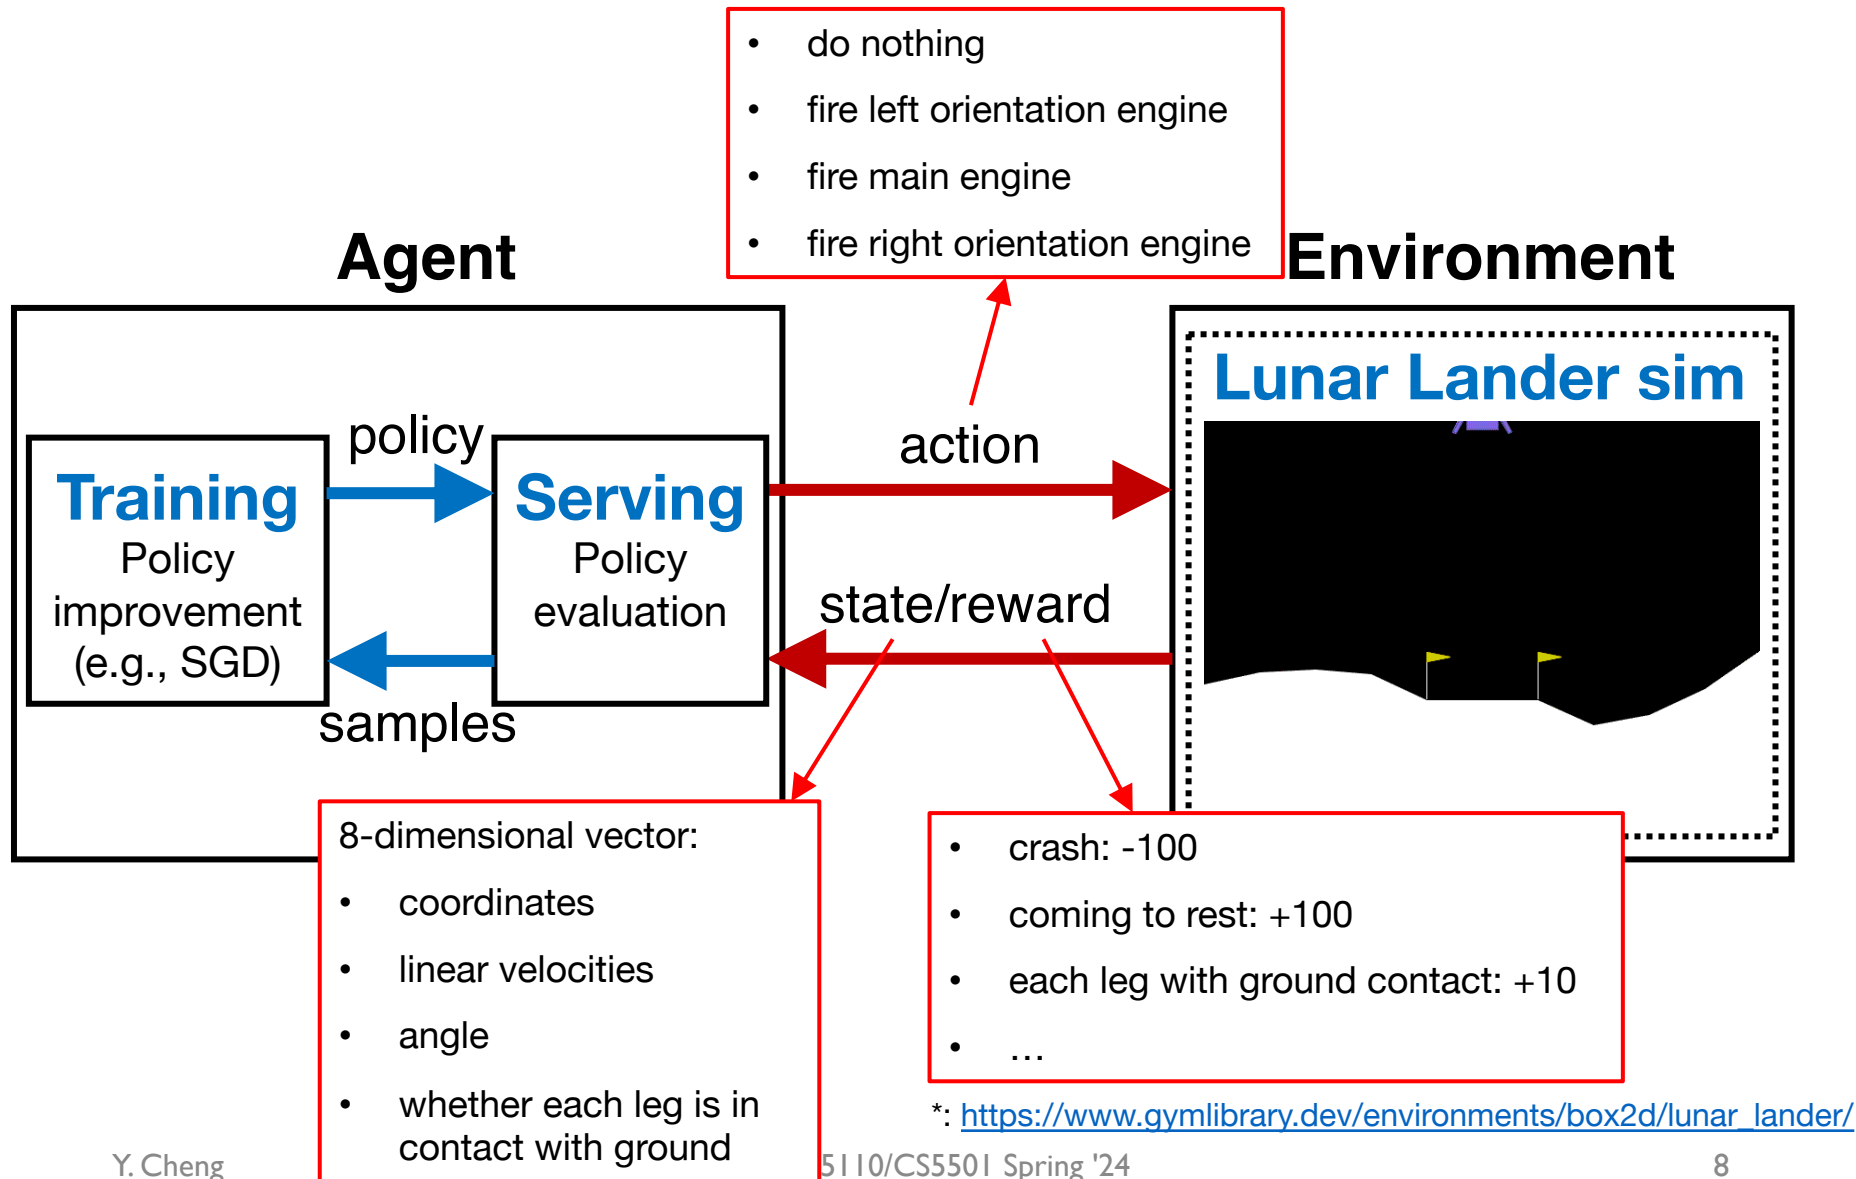 • do nothing
• fire left orientation engine
• fire main engine
• fire right orientation engine
Agent
Environment
Lunar Lander sim
policy
action
Training
Policy
improvement
(e.g., SGD)
Serving
Policy
evaluation
state/reward
samples
8-dimensional vector:
• coordinates
• linear velocities
• angle
• whether each leg is in
contact with ground
• crash: -100
• coming to rest: +100
• each leg with ground contact: +10
• …
*: https://www.gymlibrary.dev/environments/box2d/lunar_lander/
Y. Cheng
5110/CS5501 Spring '24
8